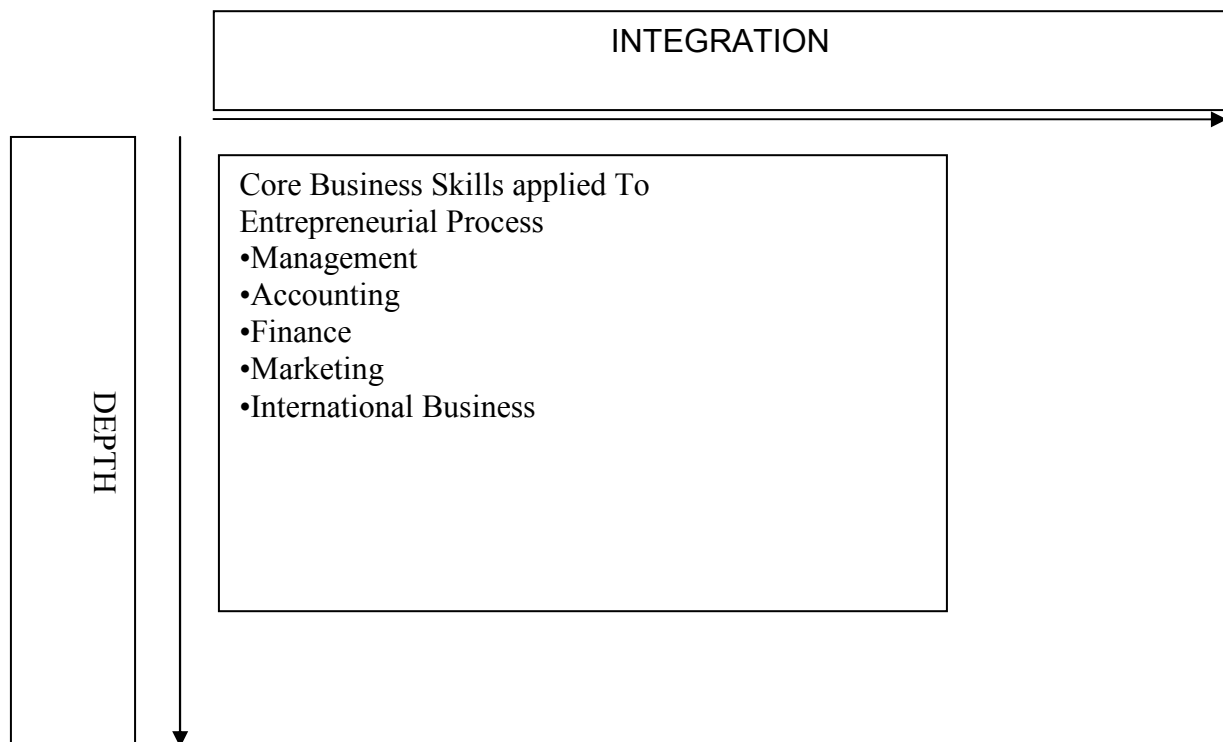 INTEGRATION
Core Business Skills applied To
Entrepreneurial Process
•Management
•Accounting
•Finance
•Marketing
•International Business
DEPTH